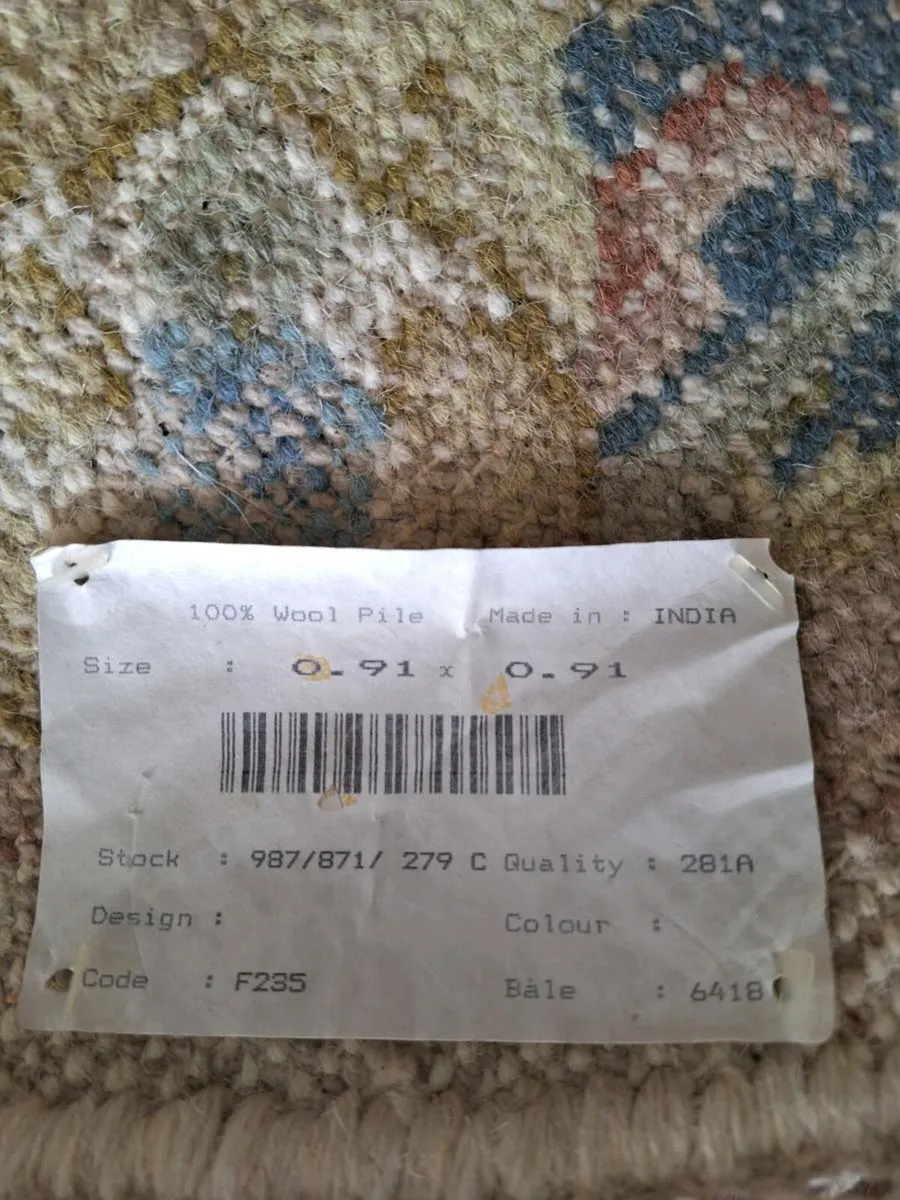 100% Wool Pile Made in : INDIA
Size : 0.91 x 0.91
Stock : 987/871/ 279 C Quality : 281A
Design : Colour :
Code : F235 Bale : 6418